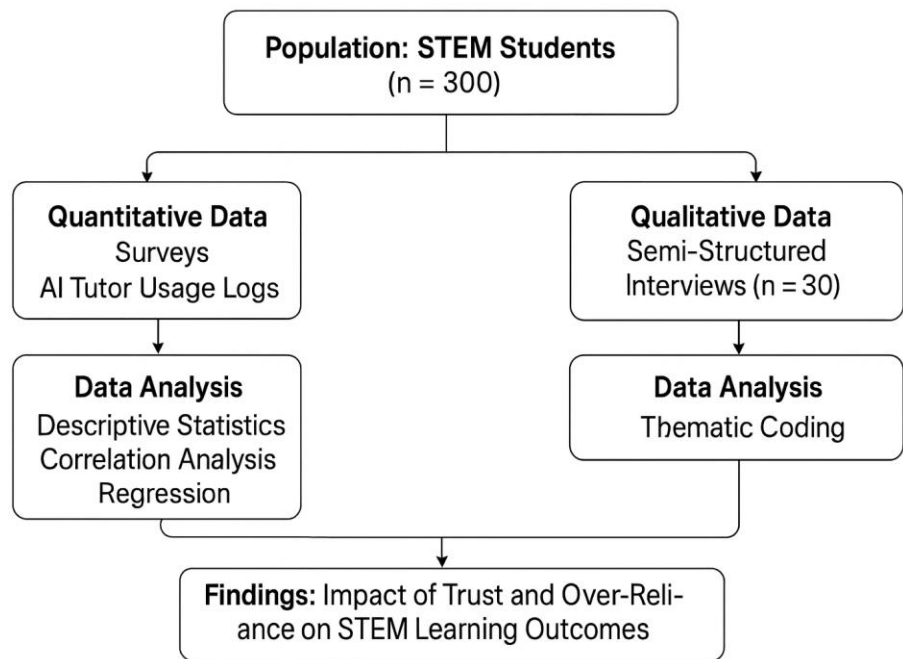 Population: STEM Students
(n = 300)
Quantitative Data
Surveys
AI Tutor Usage Logs
Qualitative Data
Semi-Structured
Interviews (n = 30)
Data Analysis
Descriptive Statistics
Correlation Analysis
Regression
Data Analysis
Thematic Coding
Findings: Impact of Trust and Over-Reli-
ance on STEM Learning Outcomes